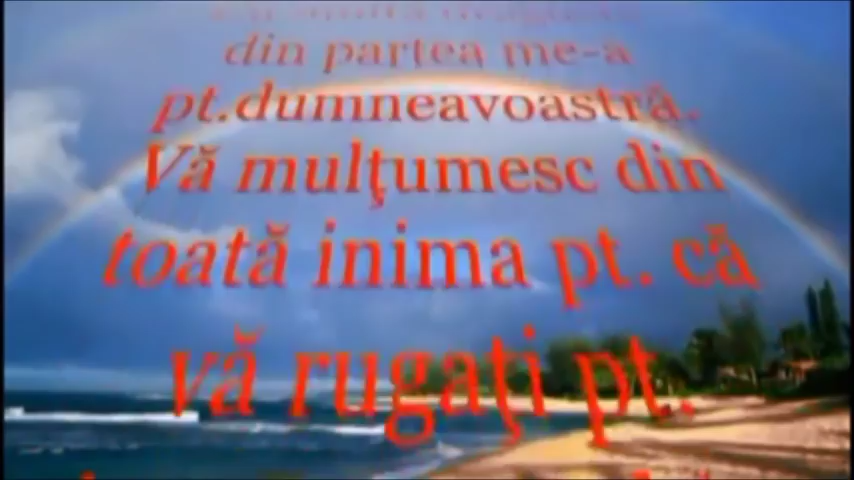 din partea me-a
pt.dumneavoastră.
Vă mulţumesc din
toată inima pt. că
vă rugaţi pt.